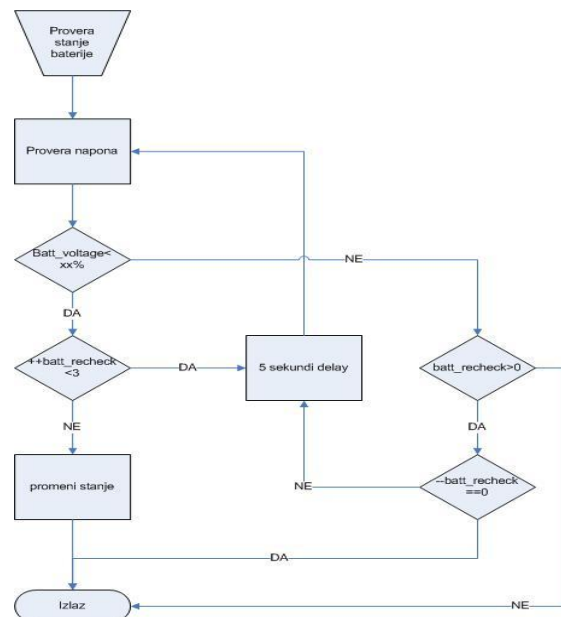 Provera
stanje
baterije
Provera napona
Batt_voltage<
xx%
NE
DA
++batt_recheck
<3
DA
5 sekundi delay
batt_recheck>0
NE
DA
promeni stanje
NE
--batt_recheck
==0
DA
Izlaz
NE